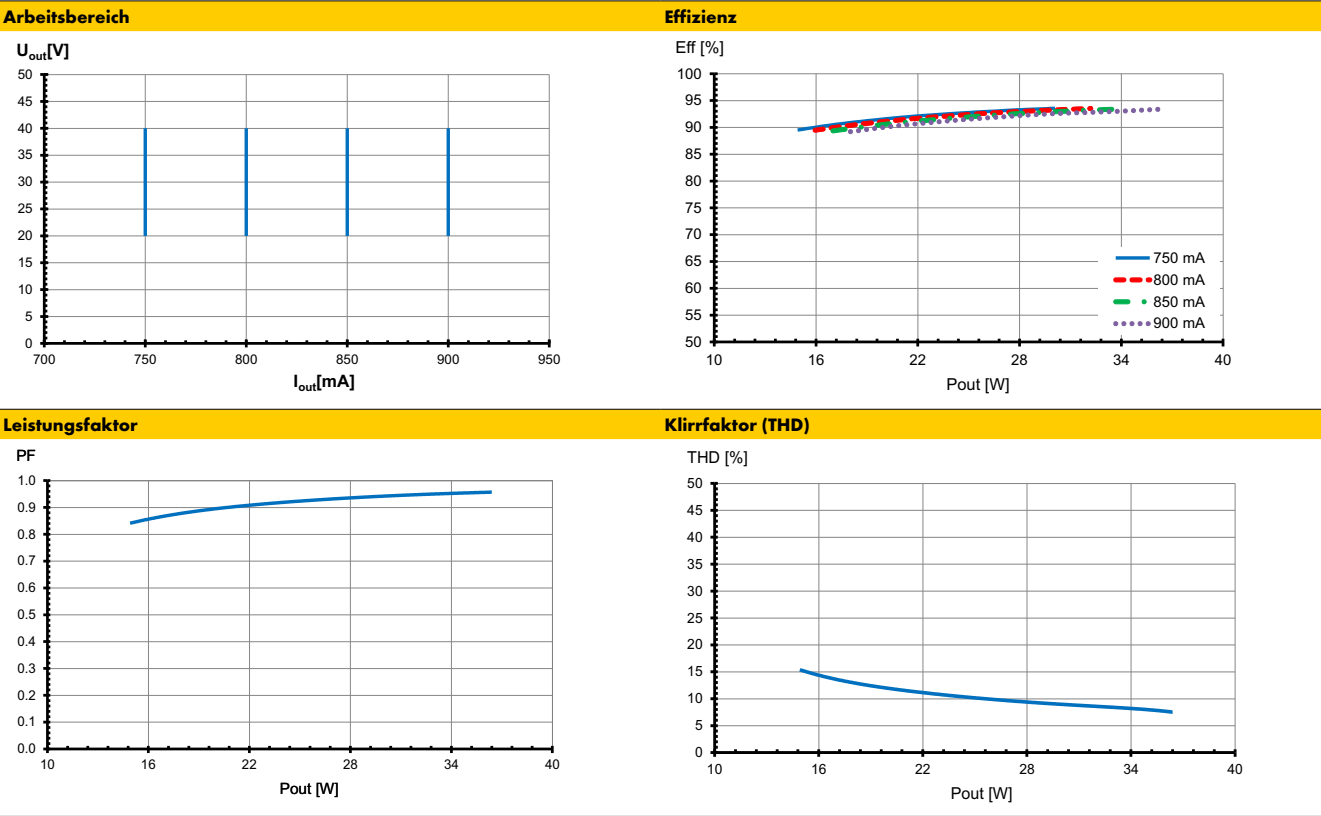 Arbeitsbereich
Uout[V]
50
45
40
35
30
25
20
15
10
5
0
700 750 800 850 900 950
Iout[mA]
Effizienz
Eff [%]
100
95
90
85
80
75
70
65
60
55
50
750 mA
800 mA
850 mA
900 mA
10 16 22 28 34 40
Pout [W]
Leistungsfaktor
PF
1.0
0.9
0.8
0.7
0.6
0.5
0.4
0.3
0.2
0.1
0.0
10 16 22 28 34 40
Pout [W]
Klirrfaktor (THD)
THD [%]
50
45
40
35
30
25
20
15
10
5
0
10 16 22 28 34 40
Pout [W]